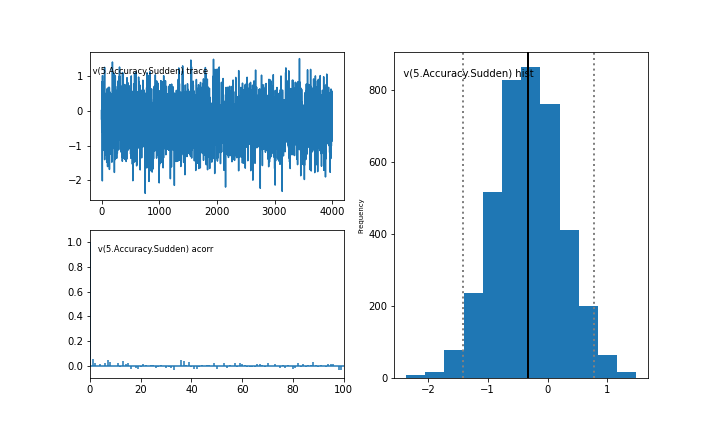 v(5.Accuracy.Sudden) trace
1
0
−1
−2
0 1000 2000 3000 4000
v(5.Accuracy.Sudden) acorr
1.0
0.8
0.6
0.4
0.2
0.0
0 20 40 60 80 100
v(5.Accuracy.Sudden) hist
Frequency
800
600
400
200
0
−2 −1 0 1